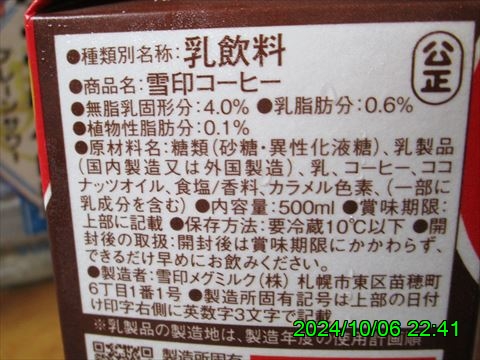 ●種類別名称:乳飲料
●商品名:雪印コーヒー
●無脂乳固形分:4.0% ●乳脂肪分:0.6%
●植物性脂肪分:0.1%
●原材料名:糖類(砂糖・異性化液糖)、乳製品
(国内製造又は外国製造)、乳、コーヒー、ココ
ナッツオイル、食塩/香料、カラメル色素、(一部に
乳成分を含む) ●内容量:500ml ●賞味期限:
上部に記載 ●保存方法:要冷蔵10℃以下 ●開
封後の取扱:開封後は賞味期限にかかわらず、
できるだけ早めにお飲みください。
●製造者:雪印メグミルク(株) 札幌市東区苗穂町
6丁目1番1号 ●製造所固有記号は上部の日付
け印字右側に英数字3文字で記載
※乳製品の製造地は、製造年度の使用計画順
製造所固有
公正
2024/10/06 22:41